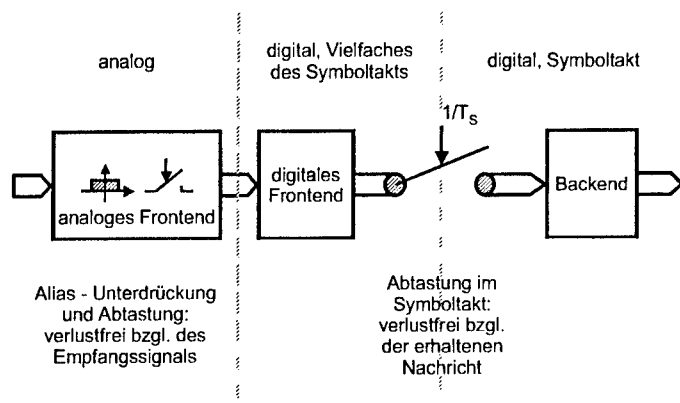 analog
digital, Vielfaches
des Symboltakts
digital, Symboltakt
1/T_S
analoges Frontend
digitales
Frontend
Backend
Alias - Unterdrückung
und Abtastung:
verlustfrei bzgl. des
Empfangssignals
Abtastung im
Symboltakt:
verlustfrei bzgl.
der erhaltenen
Nachricht